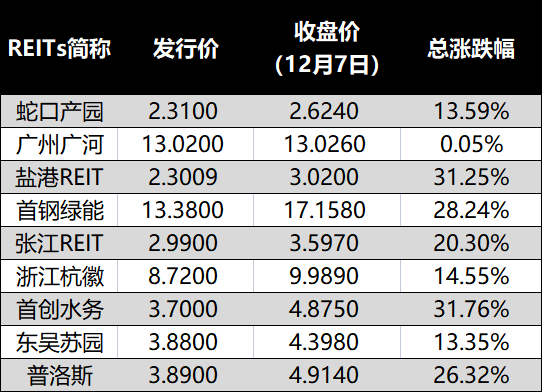 REITs简称 发行价 收盘价 总涨跌幅
(12月7日)
蛇口产园 2.3100 2.6240 13.59%
广州广河 13.0200 13.0260 0.05%
盐港REIT 2.3009 3.0200 31.25%
首钢绿能 13.3800 17.1580 28.24%
张江REIT 2.9900 3.5970 20.30%
浙江杭徽 8.7200 9.9890 14.55%
首创水务 3.7000 4.8750 31.76%
东吴苏园 3.8800 4.3980 13.35%
普洛斯 3.8900 4.9140 26.32%